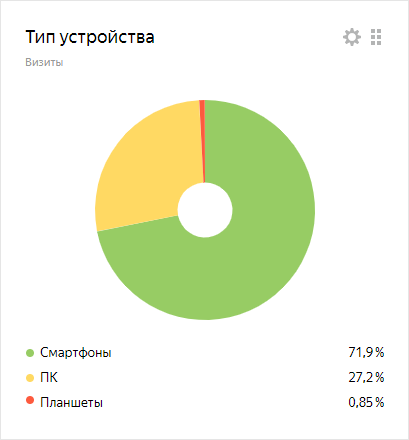 Тип устройства
Визиты
Смартфоны 71,9 %
ПК 27,2 %
Планшеты 0,85 %